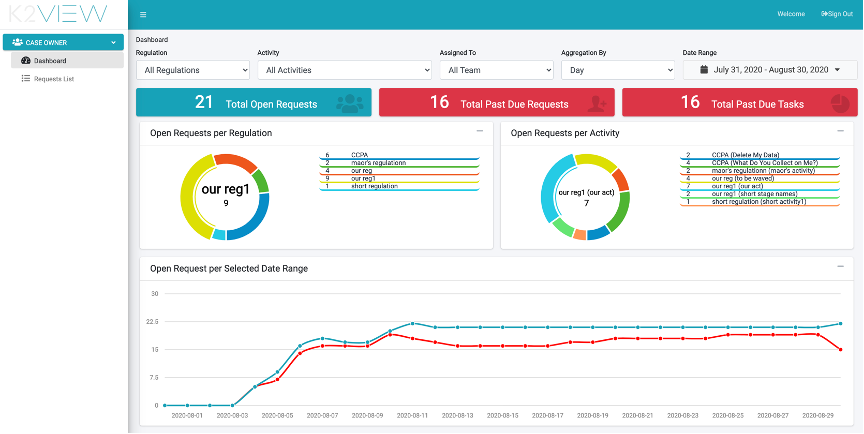 K2VIEW
Welcome
Sign Out
CASE OWNER
Dashboard
Requests List
Dashboard
Regulation
Activity
Assigned To
Aggregation By
Date Range
All Regulations
All Activities
All Team
Day
July 31, 2020 - August 30, 2020
21 Total Open Requests
16 Total Past Due Requests
16 Total Past Due Tasks
Open Requests per Regulation
our reg1
9
6 CCPA
2 maor's regulationn
4 our reg
9 our reg1
1 short regulation
Open Requests per Activity
our reg1 (our act)
7
2 CCPA (Delete My Data)
4 CCPA (What Do You Collect on Me?)
2 maor's regulationn (maor's activity)
4 our reg (to be waved)
7 our reg1 (our act)
2 our reg1 (short stage names)
1 short regulation (short activity1)
Open Request per Selected Date Range
30
22.5
15
7.5
0
2020-08-01 2020-08-03 2020-08-05 2020-08-07 2020-08-09 2020-08-11 2020-08-13 2020-08-15 2020-08-17 2020-08-19 2020-08-21 2020-08-23 2020-08-25 2020-08-27 2020-08-29